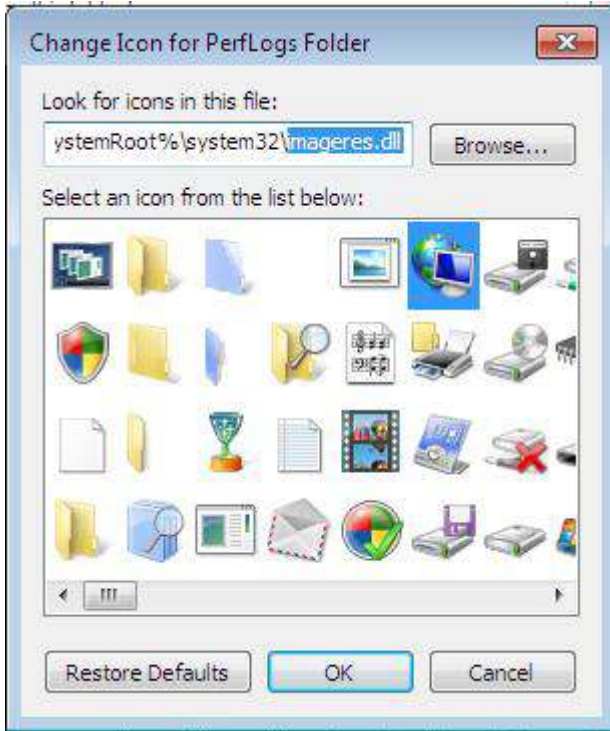 Change Icon for PerfLogs Folder
Look for icons in this file:
ystemRoot%\system32\imageres.dll
Browse...
Select an icon from the list below:
Restore Defaults
OK
Cancel